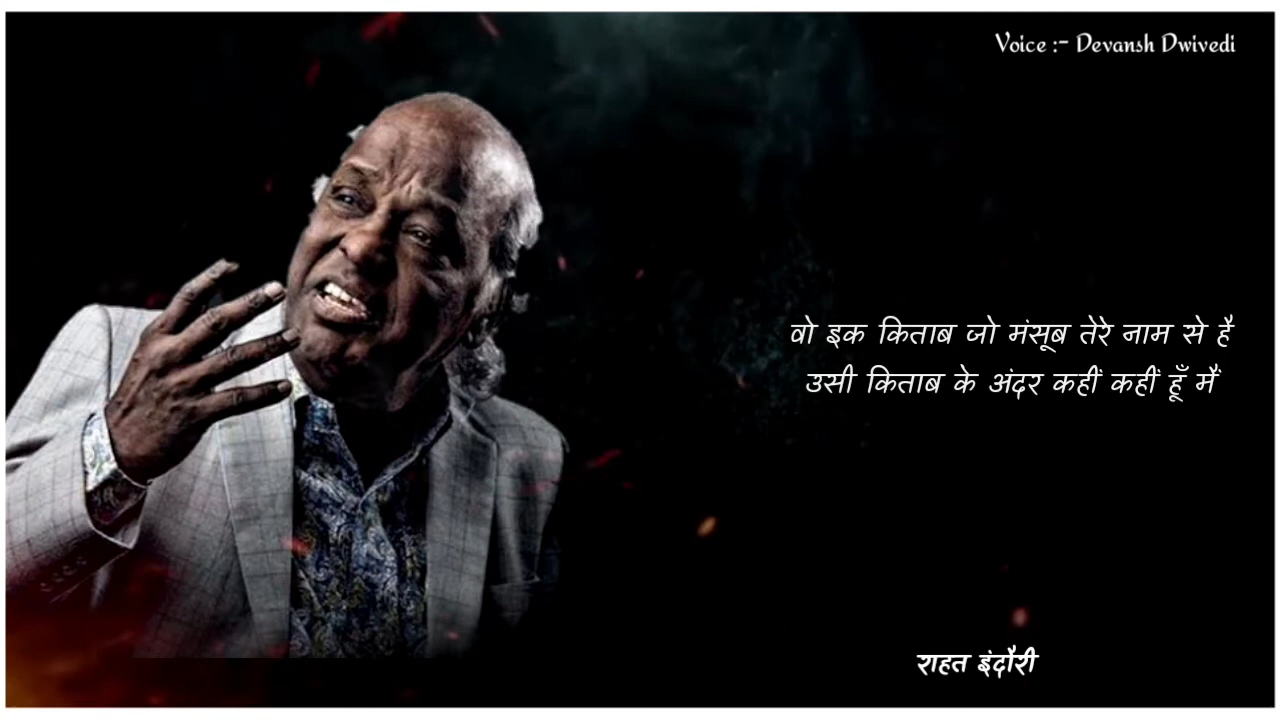 Voice :- Devansh Dwivedi
वो इक किताब जो मंसूब तेरे नाम से है
उसी किताब के अंदर कहीं कहीं हूँ मैं
राहत इंदौरी